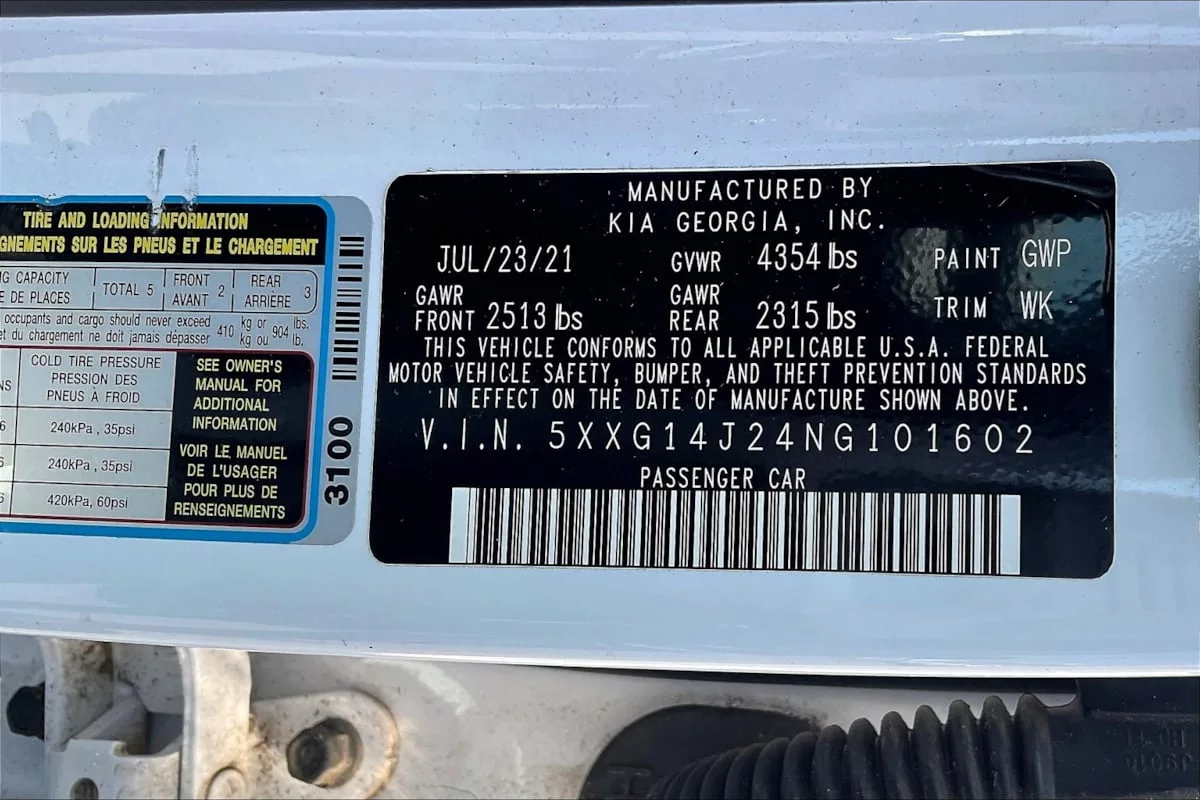 TIRE AND LOADING INFORMATION
SUR LES PNEUS ET LE CHARGEMENT
CAPACITY
DE PLACES
TOTAL 5
FRONT
AVANT 2
REAR
ARRIÈRE 3
occupants and cargo should never exceed 410 kg or 904 lbs.
et du chargement ne doit jamais dépasser kg ou lb.
COLD TIRE PRESSURE
PRESSION DES
PNEUS À FROID
240kPa , 35psi
240kPa , 35psi
420kPa, 60psi
SEE OWNER'S
MANUAL FOR
ADDITIONAL
INFORMATION
VOIR LE MANUEL
DE L'USAGER
POUR PLUS DE
RENSEIGNEMENTS
3100
MANUFACTURED BY
KIA GEORGIA, INC.
JUL/23/21 GVWR 4354 lbs PAINT GWP
GAWR
FRONT 2513 lbs
GAWR
REAR 2315 lbs
TRIM WK
THIS VEHICLE CONFORMS TO ALL APPLICABLE U.S.A. FEDERAL
MOTOR VEHICLE SAFETY, BUMPER, AND THEFT PREVENTION STANDARDS
IN EFFECT ON THE DATE OF MANUFACTURE SHOWN ABOVE.
V.I.N. 5XXG14J24NG101602
PASSENGER CAR